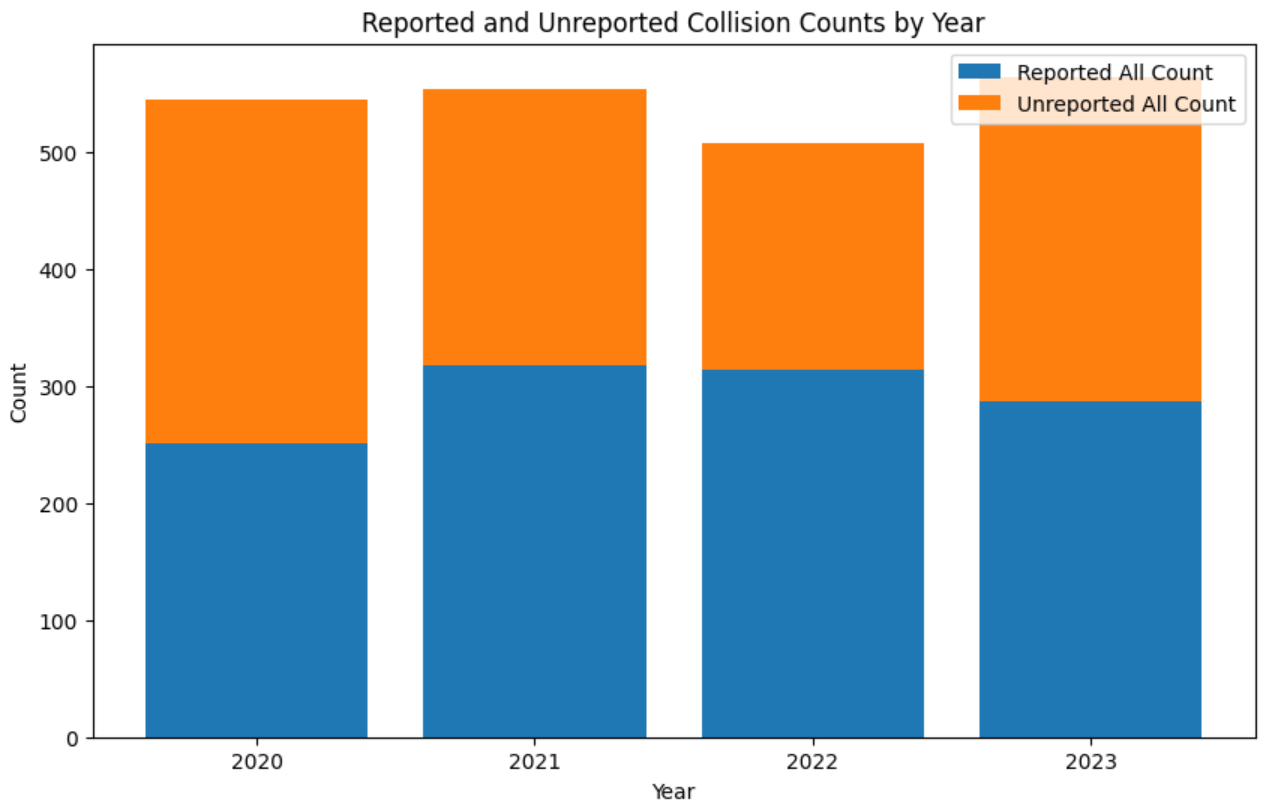 Reported and Unreported Collision Counts by Year
Reported All Count
Unreported All Count
500
400
300
200
100
0
Count
2020 2021 2022 2023
Year